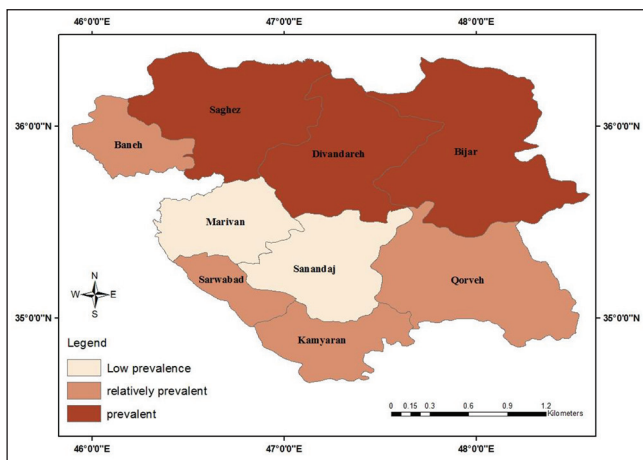 46°0'0"E 47°0'0"E 48°0'0"E
36°0'0"N 36°0'0"N
Saghez
Baneh
Divandareh
Bijar
Marivan
Sanandaj
Sarwabad
Qorveh
N
W E
S
35°0'0"N 35°0'0"N
Kamyaran
Legend
Low prevalence
relatively prevalent
prevalent
0 0.15 0.3 0.6 0.9 1.2
Kilometers
46°0'0"E 47°0'0"E 48°0'0"E